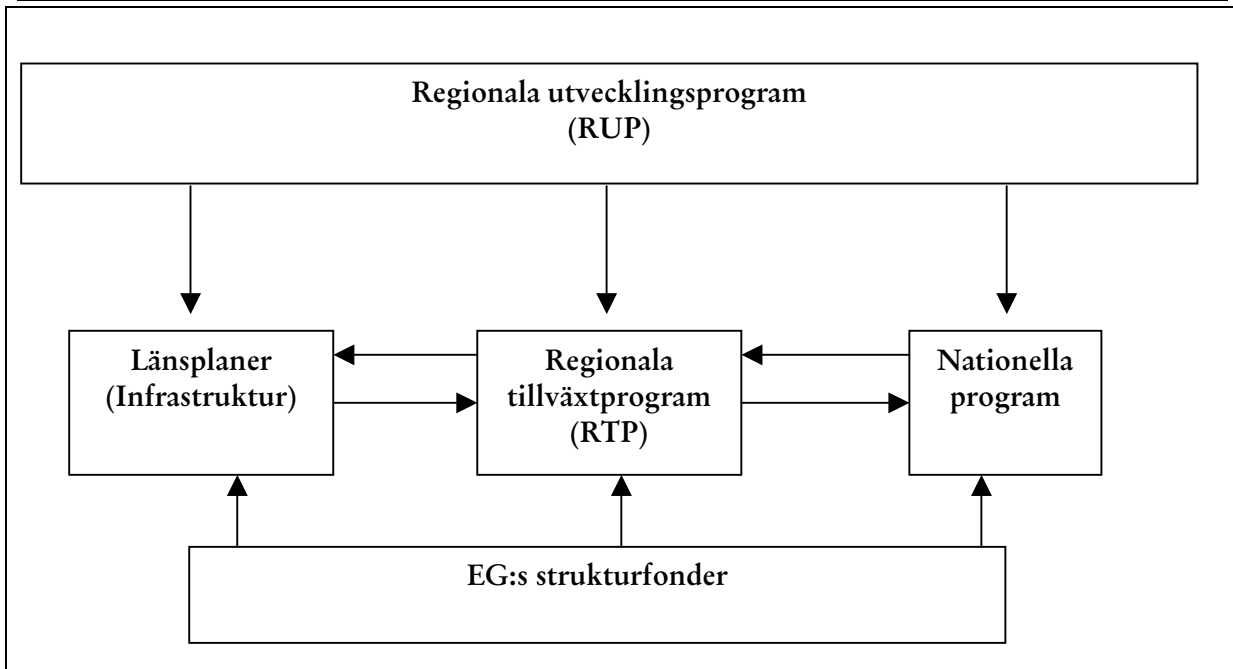 Regionala utvecklingsprogram
(RUP)
Länsplaner
(Infrastruktur)
Regionala
tillväxtprogram
(RTP)
Nationella
program
EG:s strukturfonder